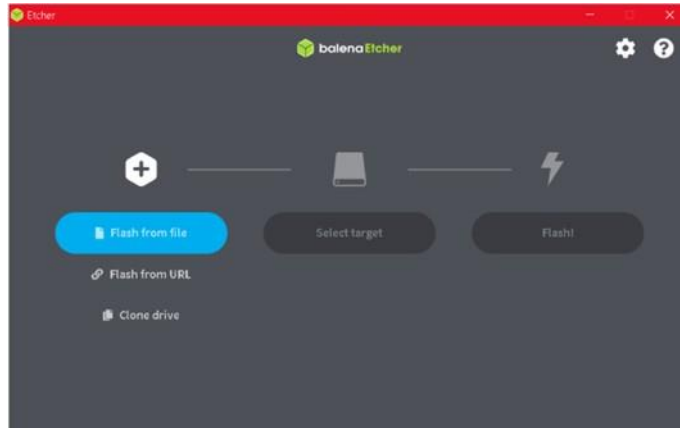 Etcher
balenaEtcher
Flash from file
Select target
Flash!
Flash from URL
Clone drive